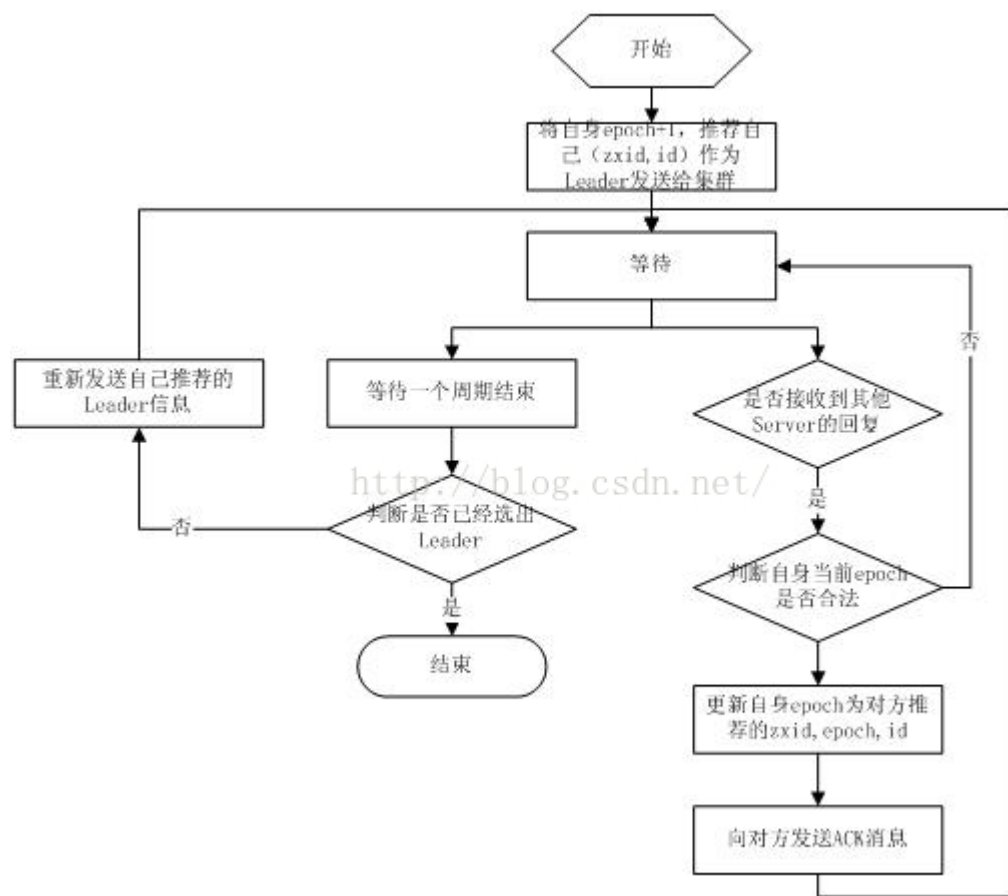 开始
将自身epoch+1，推荐自
己（zxid,id）作为
Leader发送给集群
等待
否
重新发送自己推荐的
Leader信息
等待一个周期结束
是否接收到其他
Server的回复
http://blog.csdn.net/
是
否
判断是否已经选出
Leader
判断自身当前epoch
是否合法
是
结束
更新自身epoch为对方推
荐的zxid,epoch,id
向对方发送ACK消息